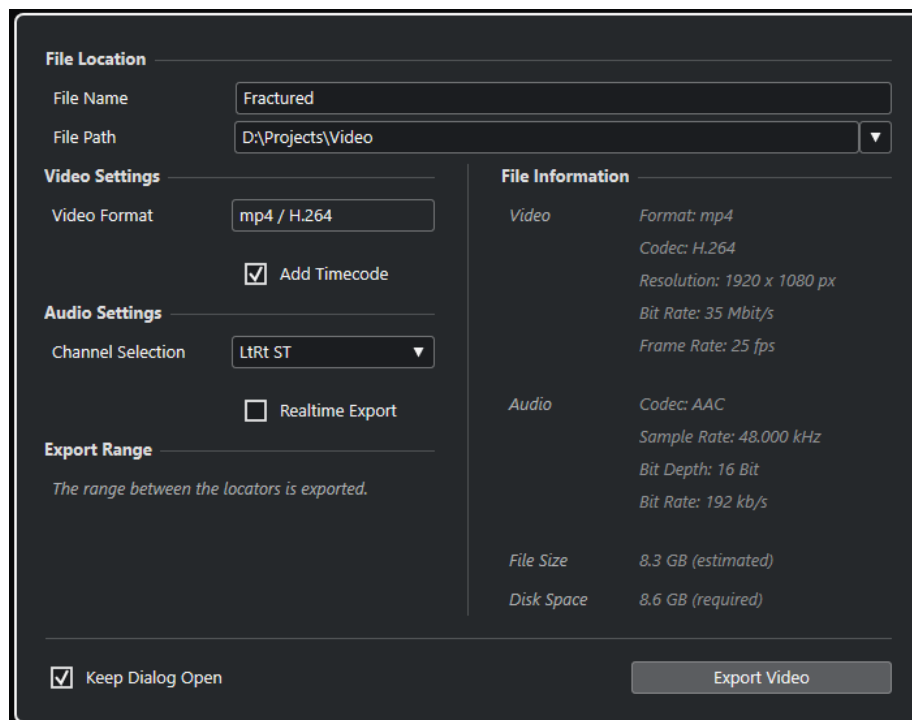 File Location
File Name
Fractured
File Path
D:\Projects\Video
Video Settings
Video Format
mp4 / H.264
Add Timecode
Audio Settings
Channel Selection
LtRt ST
Realtime Export
Export Range
The range between the locators is exported.
File Information
Video
Format: mp4
Codec: H.264
Resolution: 1920 x 1080 px
Bit Rate: 35 Mbit/s
Frame Rate: 25 fps
Audio
Codec: AAC
Sample Rate: 48.000 kHz
Bit Depth: 16 Bit
Bit Rate: 192 kb/s
File Size
8.3 GB (estimated)
Disk Space
8.6 GB (required)
Keep Dialog Open
Export Video